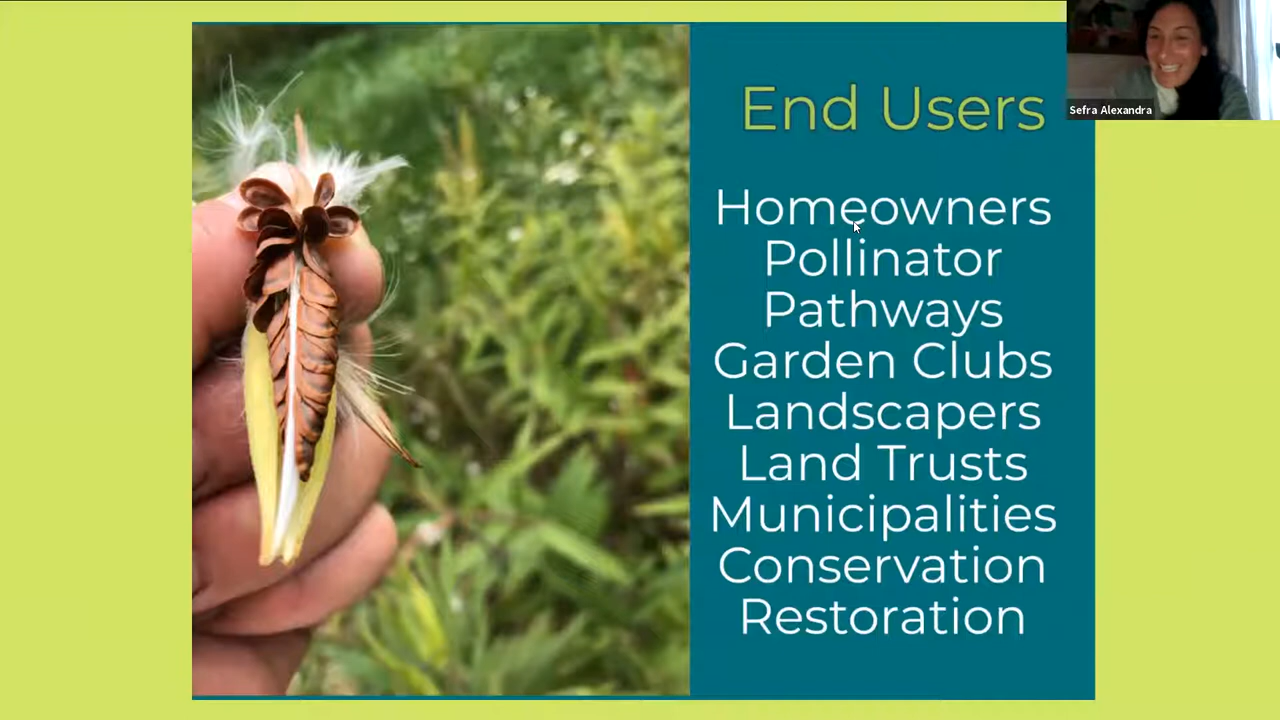 End Users
Sefra Alexandra
Homeowners
Pollinator
Pathways
Garden Clubs
Landscapers
Land Trusts
Municipalities
Conservation
Restoration